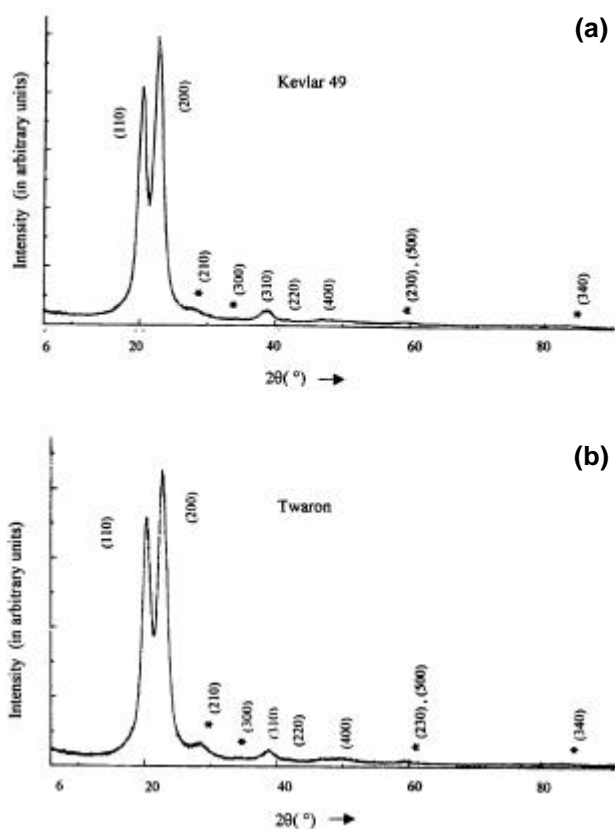 (a)
Kevlar 49
(200)
(110)
* (210)
* (300)
(310)
(220)
(400)
* (230) , (500)
* (340)
Intensity (in arbitrary units)
6 20 40 60 80
2θ( °) →
(b)
Twaron
(200)
(110)
* (210)
* (300)
(310)
(220)
(400)
* (230) , (500)
* (340)
Intensity (in arbitrary units)
6 20 40 60 80
2θ( °) →